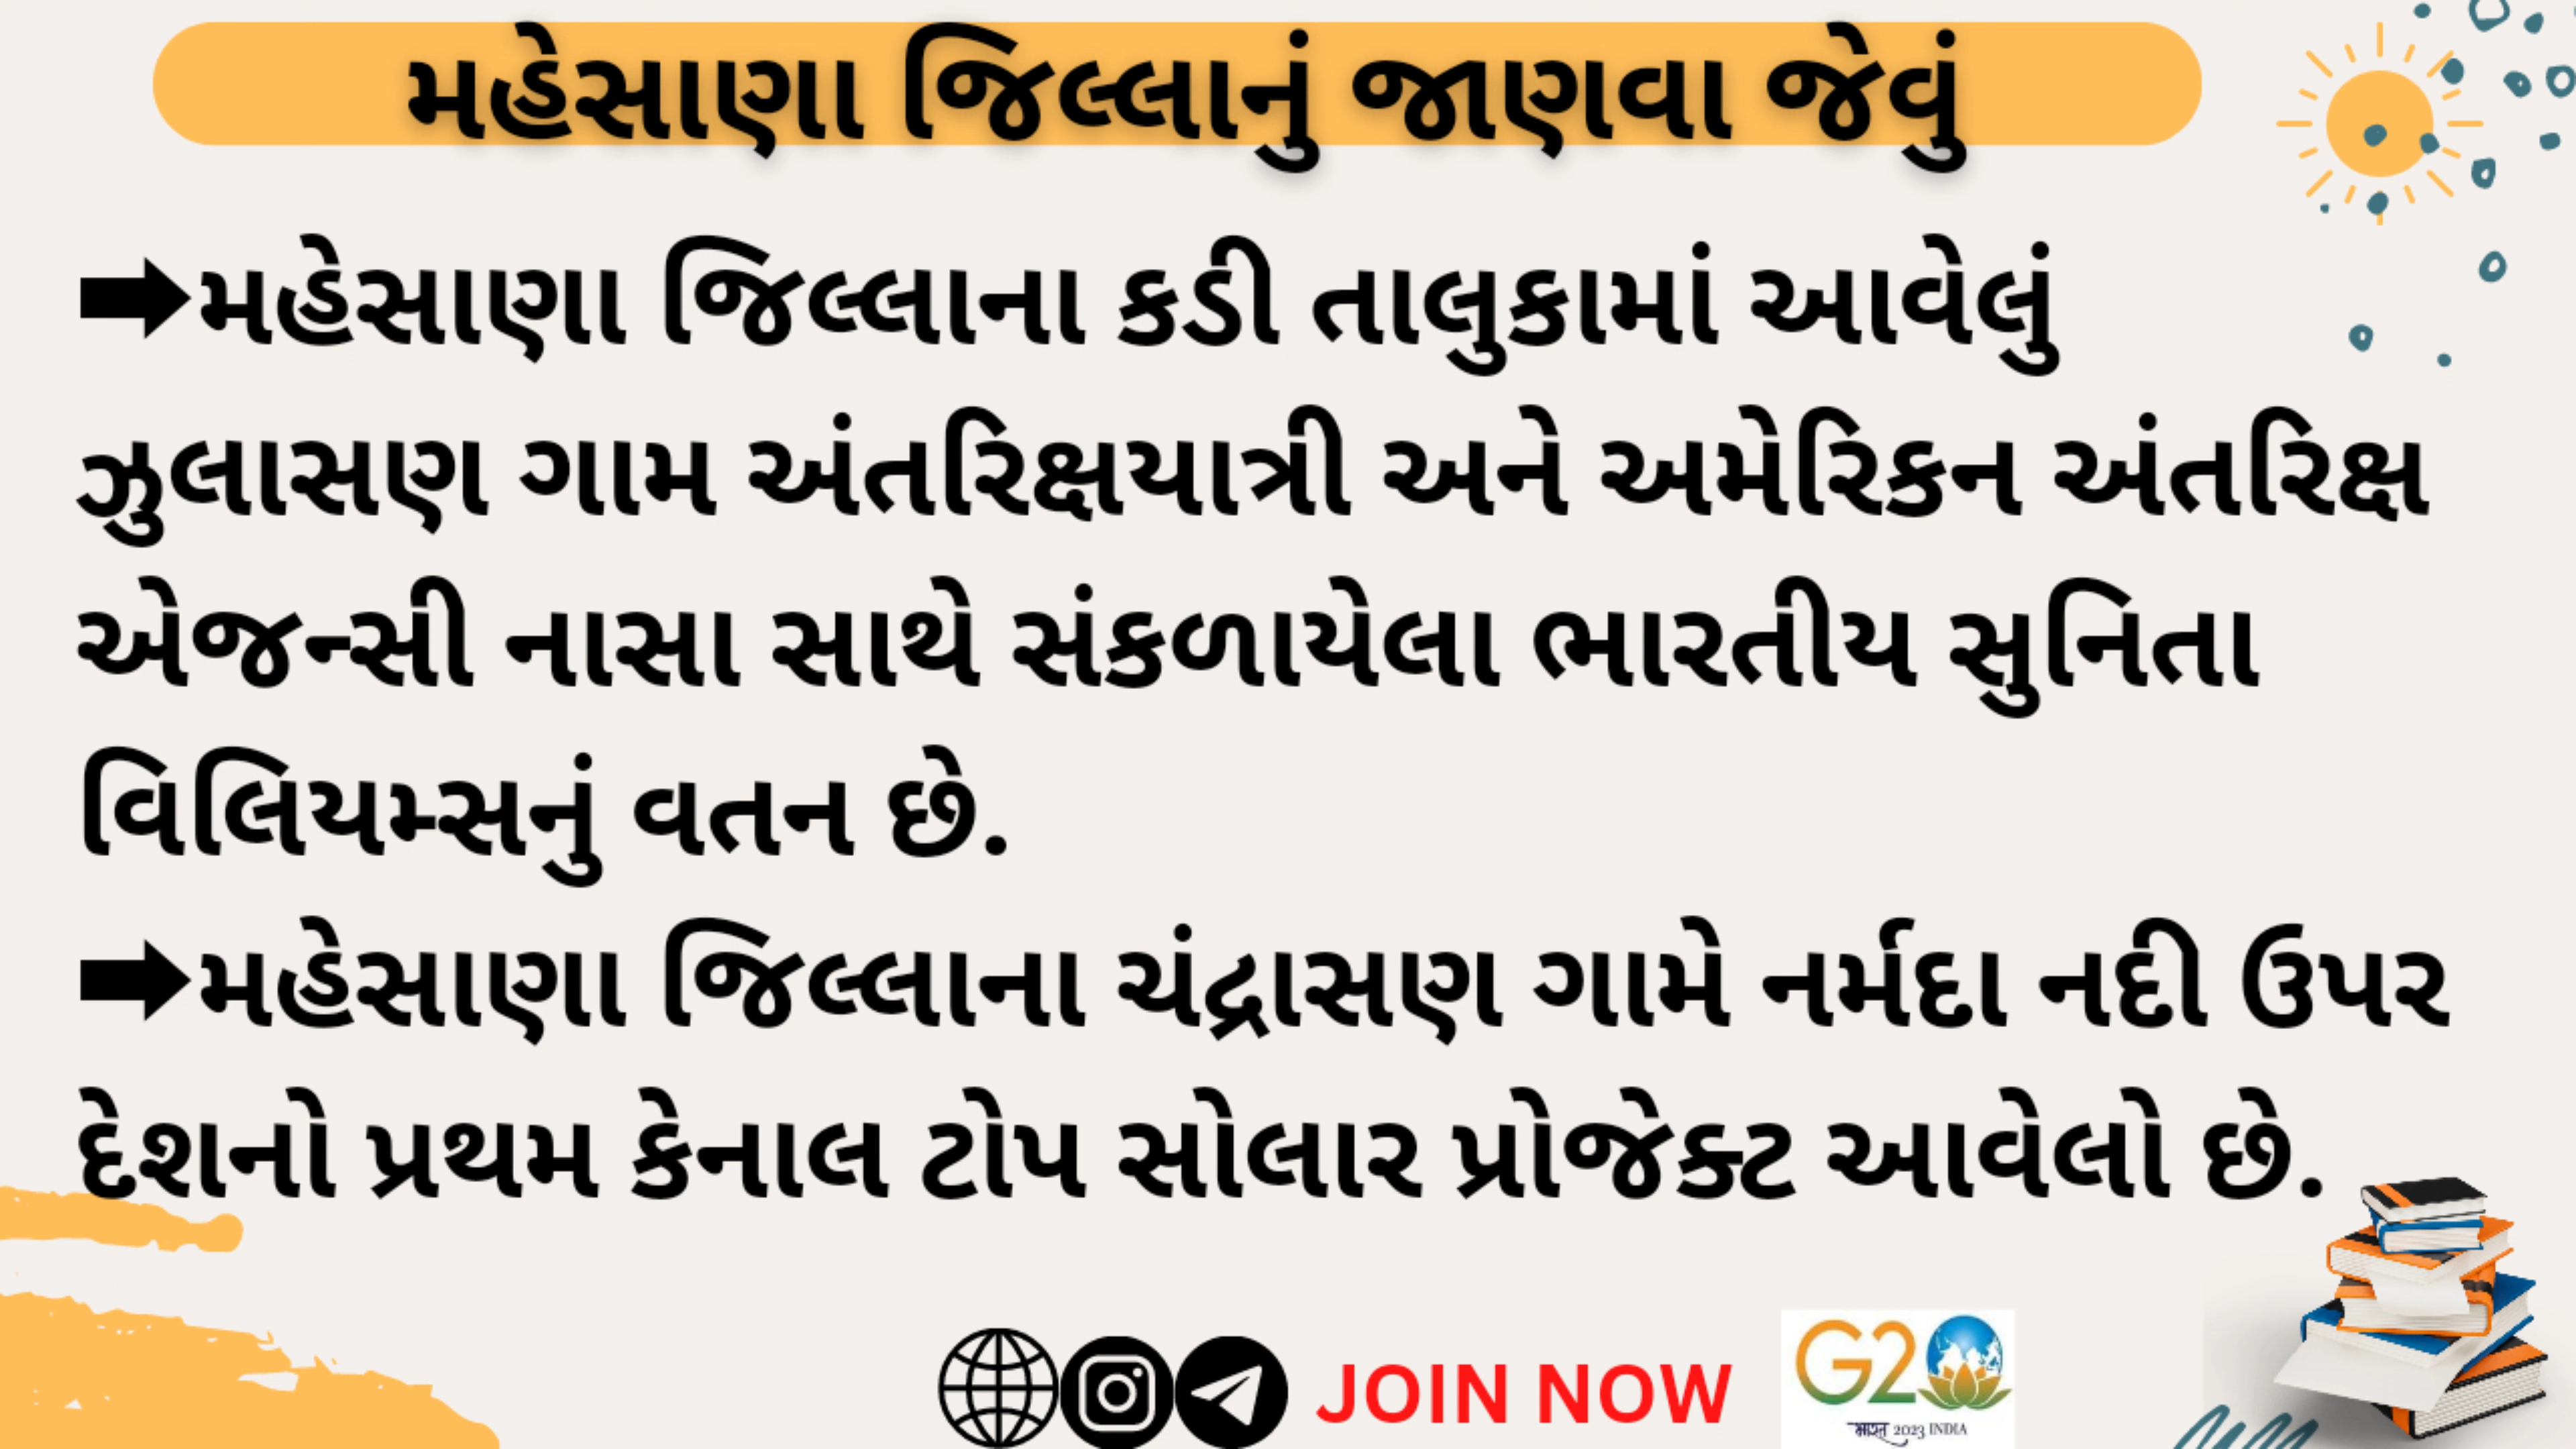 મહેસાણા જિલ્લાનું જાણવા જેવું
➡મહેસાણા જિલ્લાના કડી તાલુકામાં આવેલું
ઝુલાસણ ગામ અંતરિક્ષયાત્રી અને અમેરિકન અંતરિક્ષ
એજન્સી નાસા સાથે સંકળાયેલા ભારતીય સુનિતા
વિલિયમ્સનું વતન છે.
➡મહેસાણા જિલ્લાના ચંદ્રાસણ ગામે નર્મદા નદી ઉપર
દેશનો પ્રથમ કેનાલ ટોપ સોલાર પ્રોજેક્ટ આવેલો છે.
JOIN NOW
G20
भारत 2023 INDIA